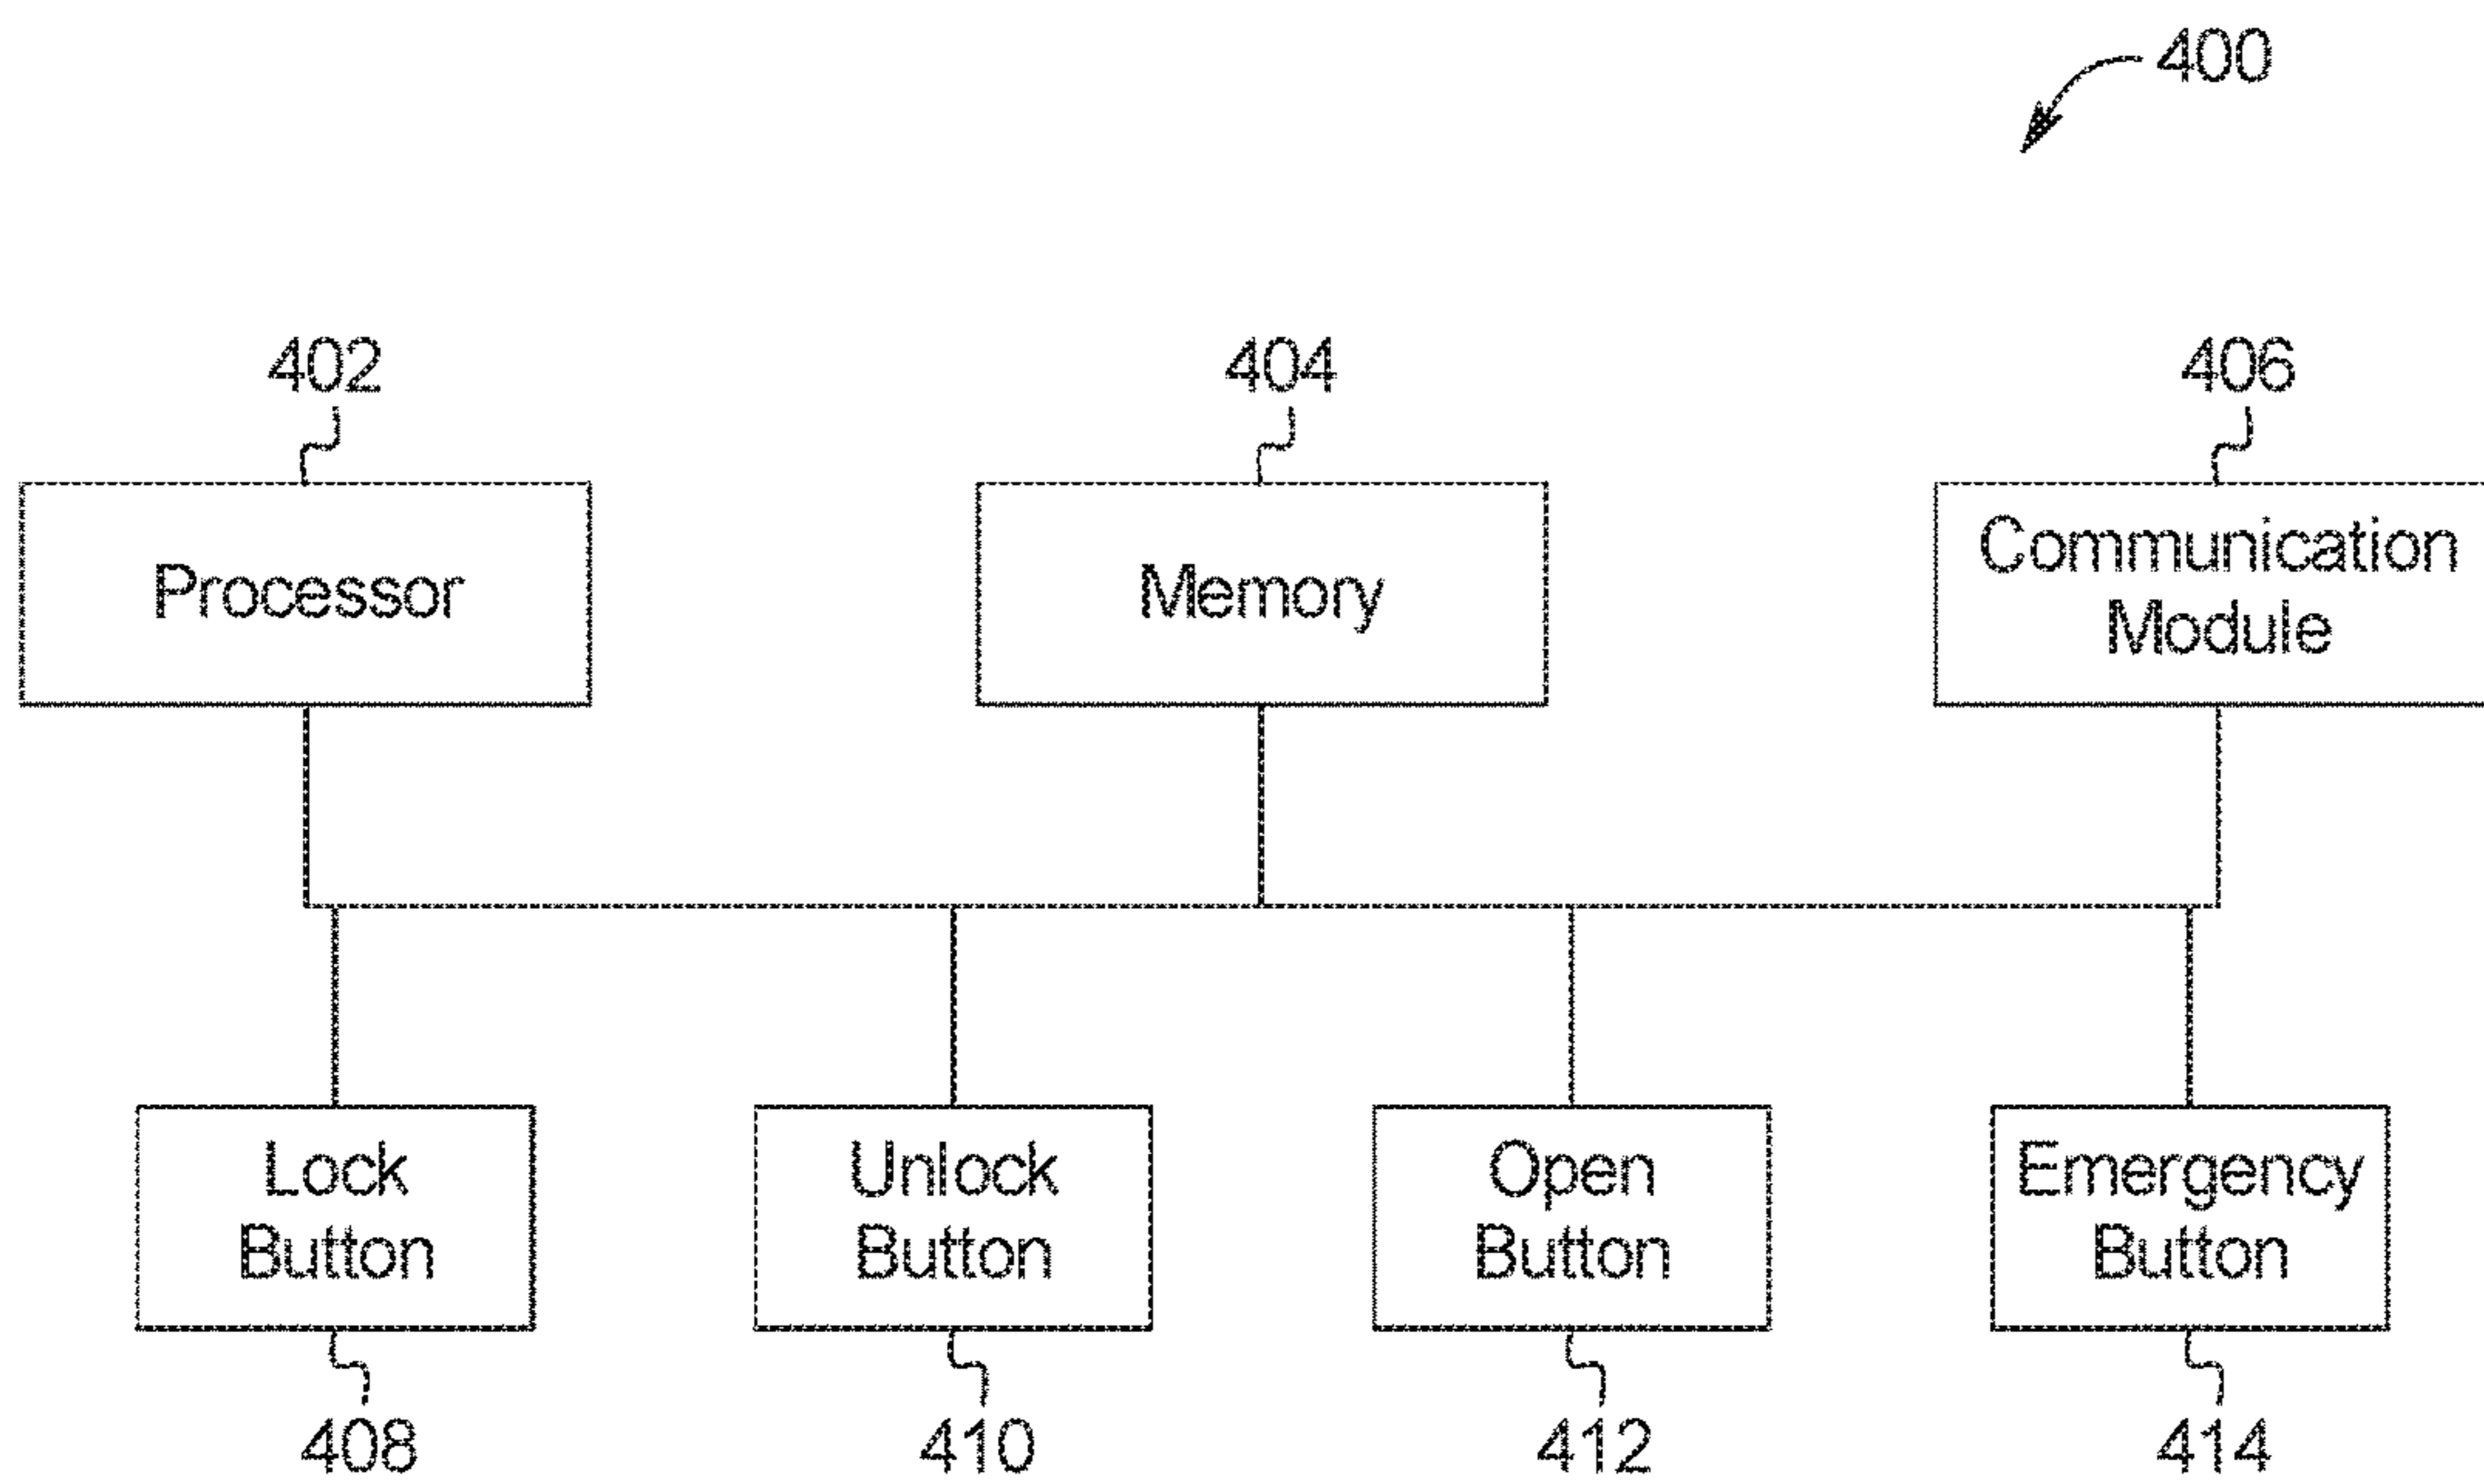 400
402
404
406
Processor
Memory
Communication
Module
Lock
Button
Unlock
Button
Open
Button
Emergency
Button
408
410
412
414